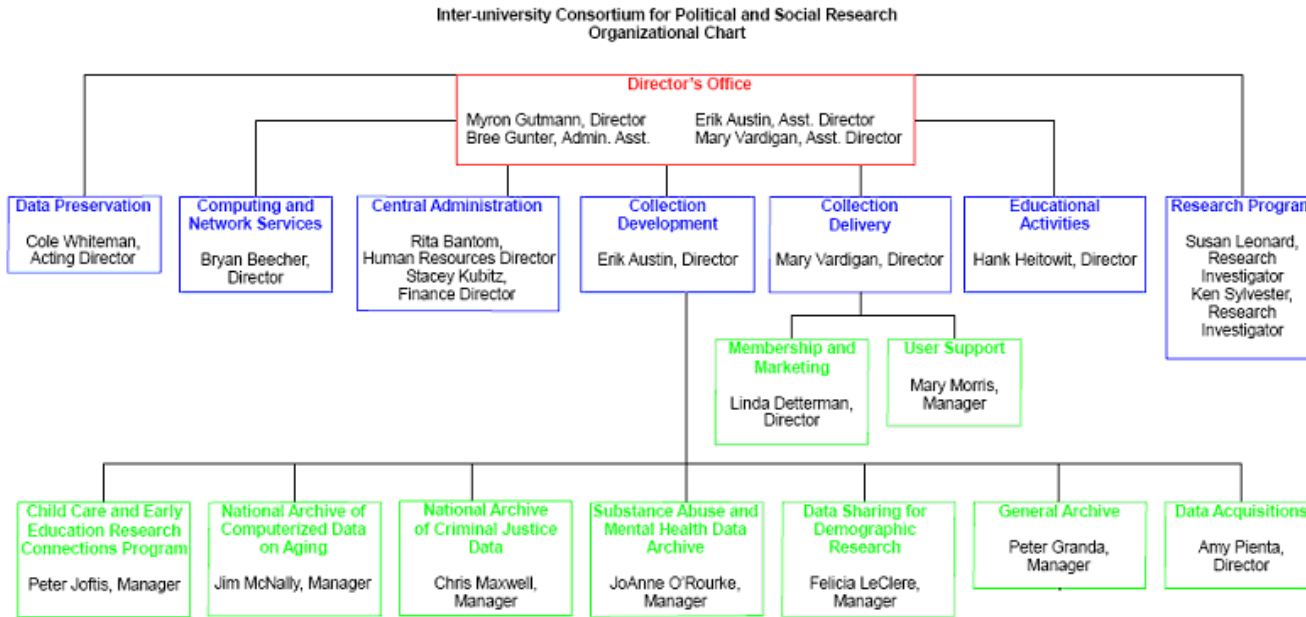 Inter-university Consortium for Political and Social Research
Organizational Chart
Director's Office
Myron Gutmann, Director
Bree Gunter, Admin. Asst.
Erik Austin, Asst. Director
Mary Vardigan, Asst. Director
Data Preservation
Cole Whiteman,
Acting Director
Computing and
Network Services
Bryan Beecher,
Director
Central Administration
Rita Bantom,
Human Resources Director
Stacey Kubitz,
Finance Director
Collection
Development
Erik Austin, Director
Collection
Delivery
Mary Vardigan, Director
Educational
Activities
Hank Heitowit, Director
Research Program
Susan Leonard,
Research
Investigator
Ken Sylvester,
Research
Investigator
Membership and
Marketing
Linda Detterman,
Director
User Support
Mary Morris,
Manager
Child Care and Early
Education Research
Connections Program
Peter Joftis, Manager
National Archive of
Computerized Data
on Aging
Jim McNally, Manager
National Archive
of Criminal Justice
Data
Chris Maxwell,
Manager
Substance Abuse and
Mental Health Data
Archive
JoAnne O'Rourke,
Manager
Data Sharing for
Demographic
Research
Felicia LeClere,
Manager
General Archive
Peter Granda,
Manager
Data Acquisitions
Amy Pienta,
Director